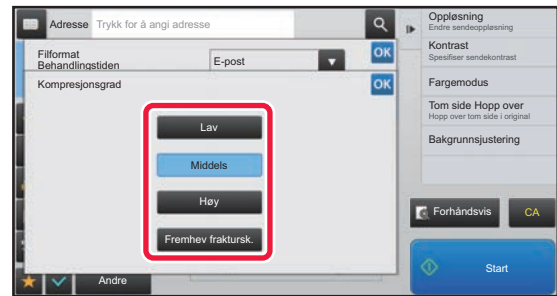 Adresse Trykk for å angi adresse
Filformat
Behandlingstiden
E-post
OK
Kompresjonsgrad
OK
Lav
Middels
Høy
Fremhev fraktursk.
Andre
Oppløsning
Endre sendeoppløsning
Kontrast
Spesifiser sendekontrast
Fargemodus
Tom side Hopp over
Hopp over tom side i original
Bakgrunnsjustering
Forhåndsvis
CA
Start